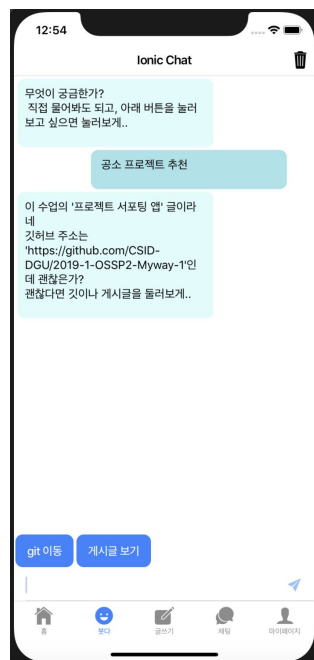 12:54
Ionic Chat
무엇이 궁금한가?
직접 물어봐도 되고, 아래 버튼을 눌러
보고 싶으면 눌러보게..
공소 프로젝트 추천
이 수업의 '프로젝트 서포팅 앱' 글이라
네
깃허브 주소는
'https://github.com/CSID-
DGU/2019-1-OSSP2-Myway-1'인
데 괜찮은가?
괜찮다면 깃이나 게시글을 둘러보게..
git 이동
게시글 보기
홈
붓다
글쓰기
채팅
마이페이지